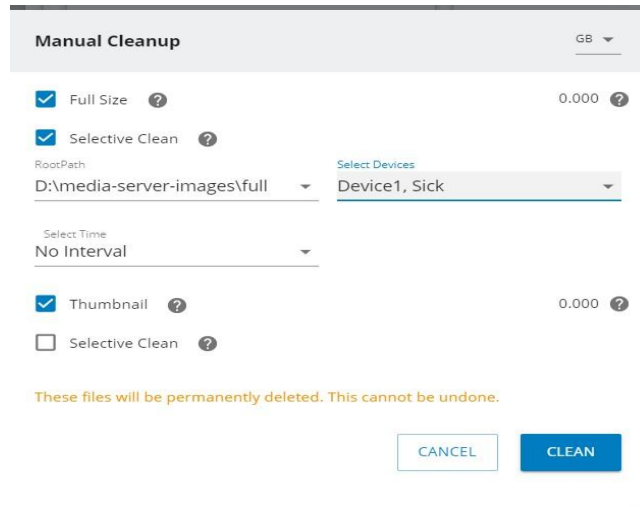 Manual Cleanup GB
Full Size ? 0.000 ?
Selective Clean ?
RootPath Select Devices
D:\media-server-images\full Device1, Sick
Select Time
No Interval
Thumbnail ? 0.000 ?
Selective Clean ?
These files will be permanently deleted. This cannot be undone.
CANCEL CLEAN